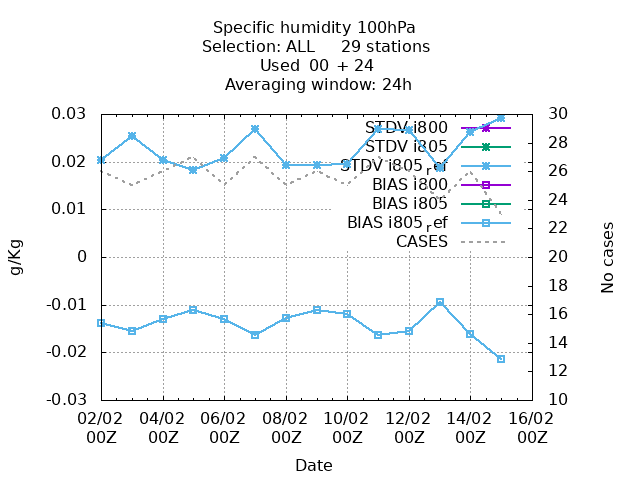 Specific humidity 100hPa
Selection: ALL 29 stations
Used 00 + 24
Averaging window: 24h
0.03
0.02
0.01
0
-0.01
-0.02
-0.03
g/Kg
30
28
26
24
22
20
18
16
14
12
10
No cases
STDV i800
STDV i805
STDV i805ref
BIAS i800
BIAS i805
BIAS i805ref
CASES
02/02 04/02 06/02 08/02 10/02 12/02 14/02 16/02
00Z 00Z 00Z 00Z 00Z 00Z 00Z 00Z
Date